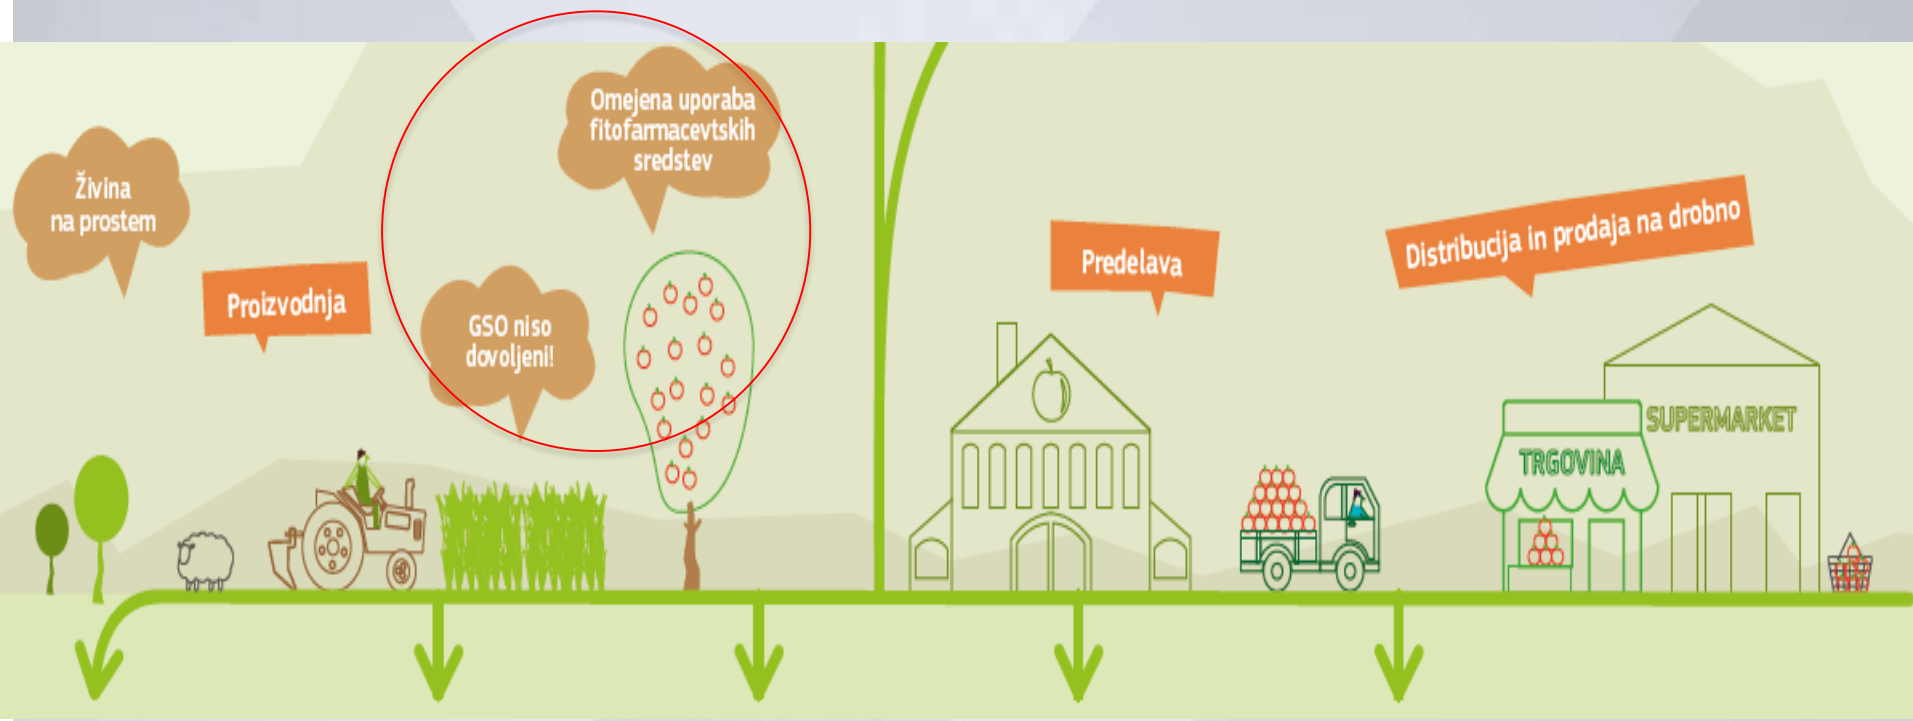 Živina
na prostem
Proizvodnja
GSO niso
dovoljeni!
Omejena uporaba
fitofarmacevtskih
sredstev
Predelava
Distribucija in prodaja na drobno
TRGOVINA
SUPERMARKET